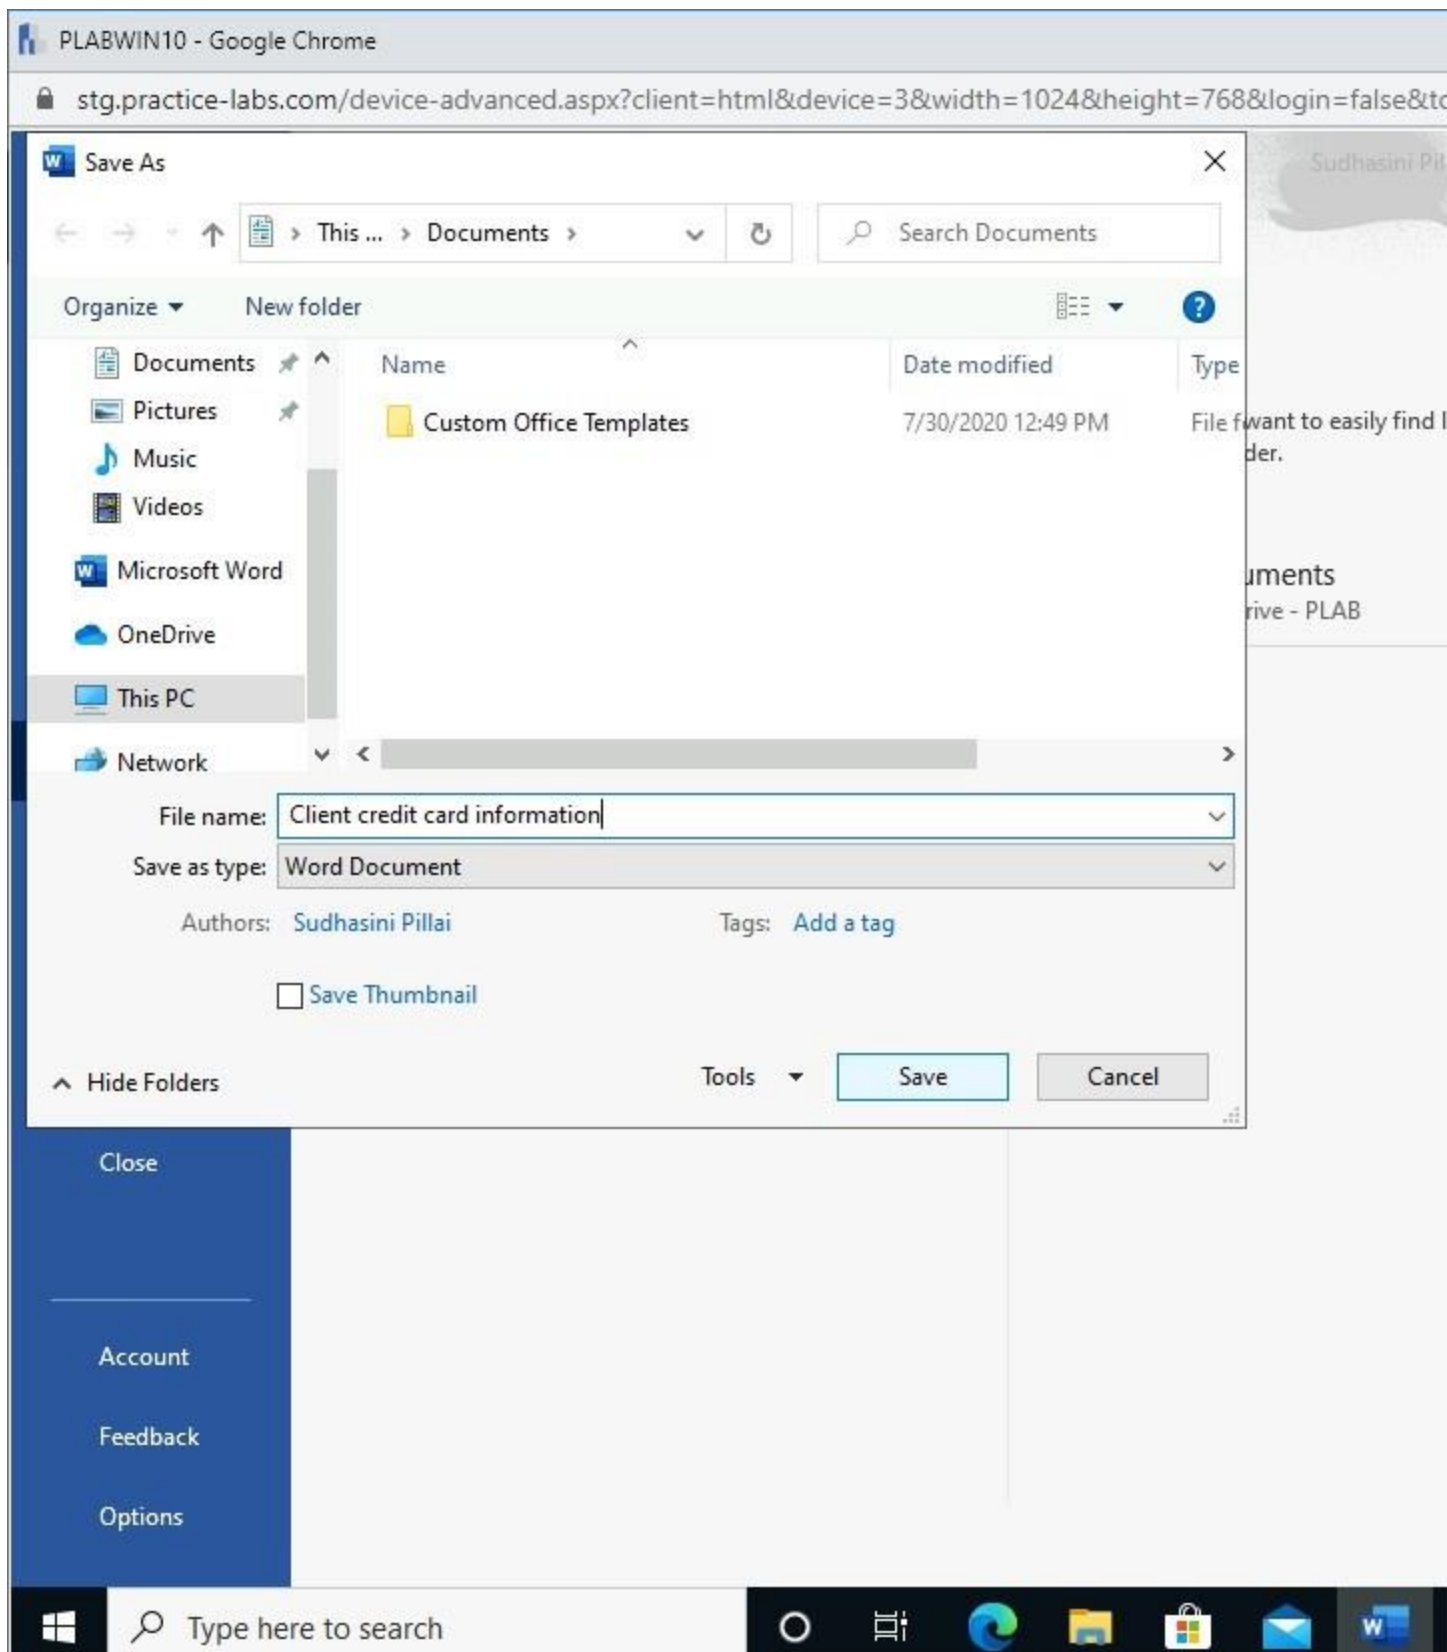 PLABWIN10 - Google Chrome
stg.practice-labs.com/device-advanced.aspx?client=html&device=3&width=1024&height=768&login=false&to
Save As
Sudhasini Pil
This ... › Documents ›
Search Documents
Organize
New folder
Documents
Name
Date modified
Type
Pictures
Custom Office Templates
7/30/2020 12:49 PM
File f
want to easily find l
der.
Music
Videos
Microsoft Word
uments
OneDrive
rive - PLAB
This PC
Network
File name: Client credit card information
Save as type: Word Document
Authors: Sudhasini Pillai
Tags: Add a tag
Save Thumbnail
Hide Folders
Tools
Save
Cancel
Close
Account
Feedback
Options
Type here to search